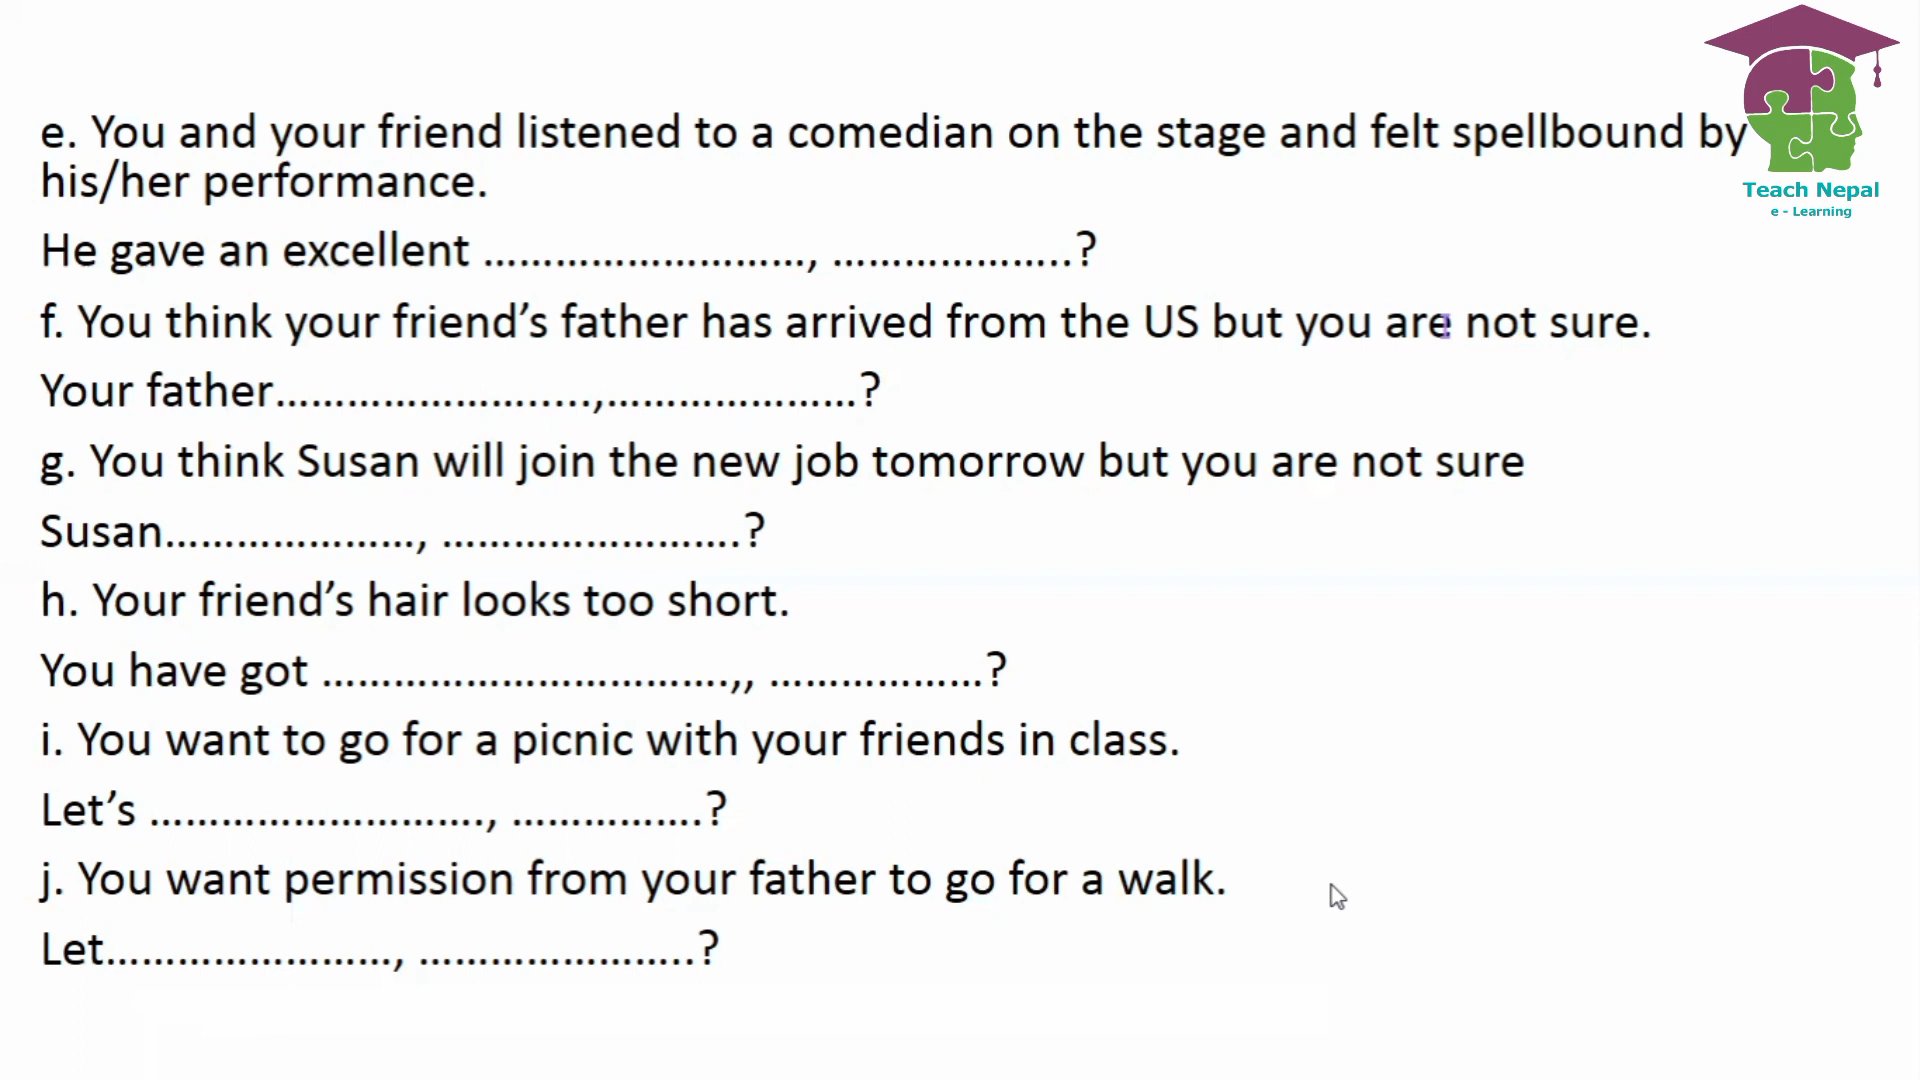 e. You and your friend listened to a comedian on the stage and felt spellbound by
his/her performance.
He gave an excellent ………………………, ………………..?
f. You think your friend’s father has arrived from the US but you are not sure.
Your father…………………..…,…………………?
g. You think Susan will join the new job tomorrow but you are not sure
Susan…………………, …………………….?
h. Your friend’s hair looks too short.
You have got …………………………….,, ………………?
i. You want to go for a picnic with your friends in class.
Let’s ………………………., …………….?
j. You want permission from your father to go for a walk.
Let……………………, …………………..?
Teach Nepal
e - Learning